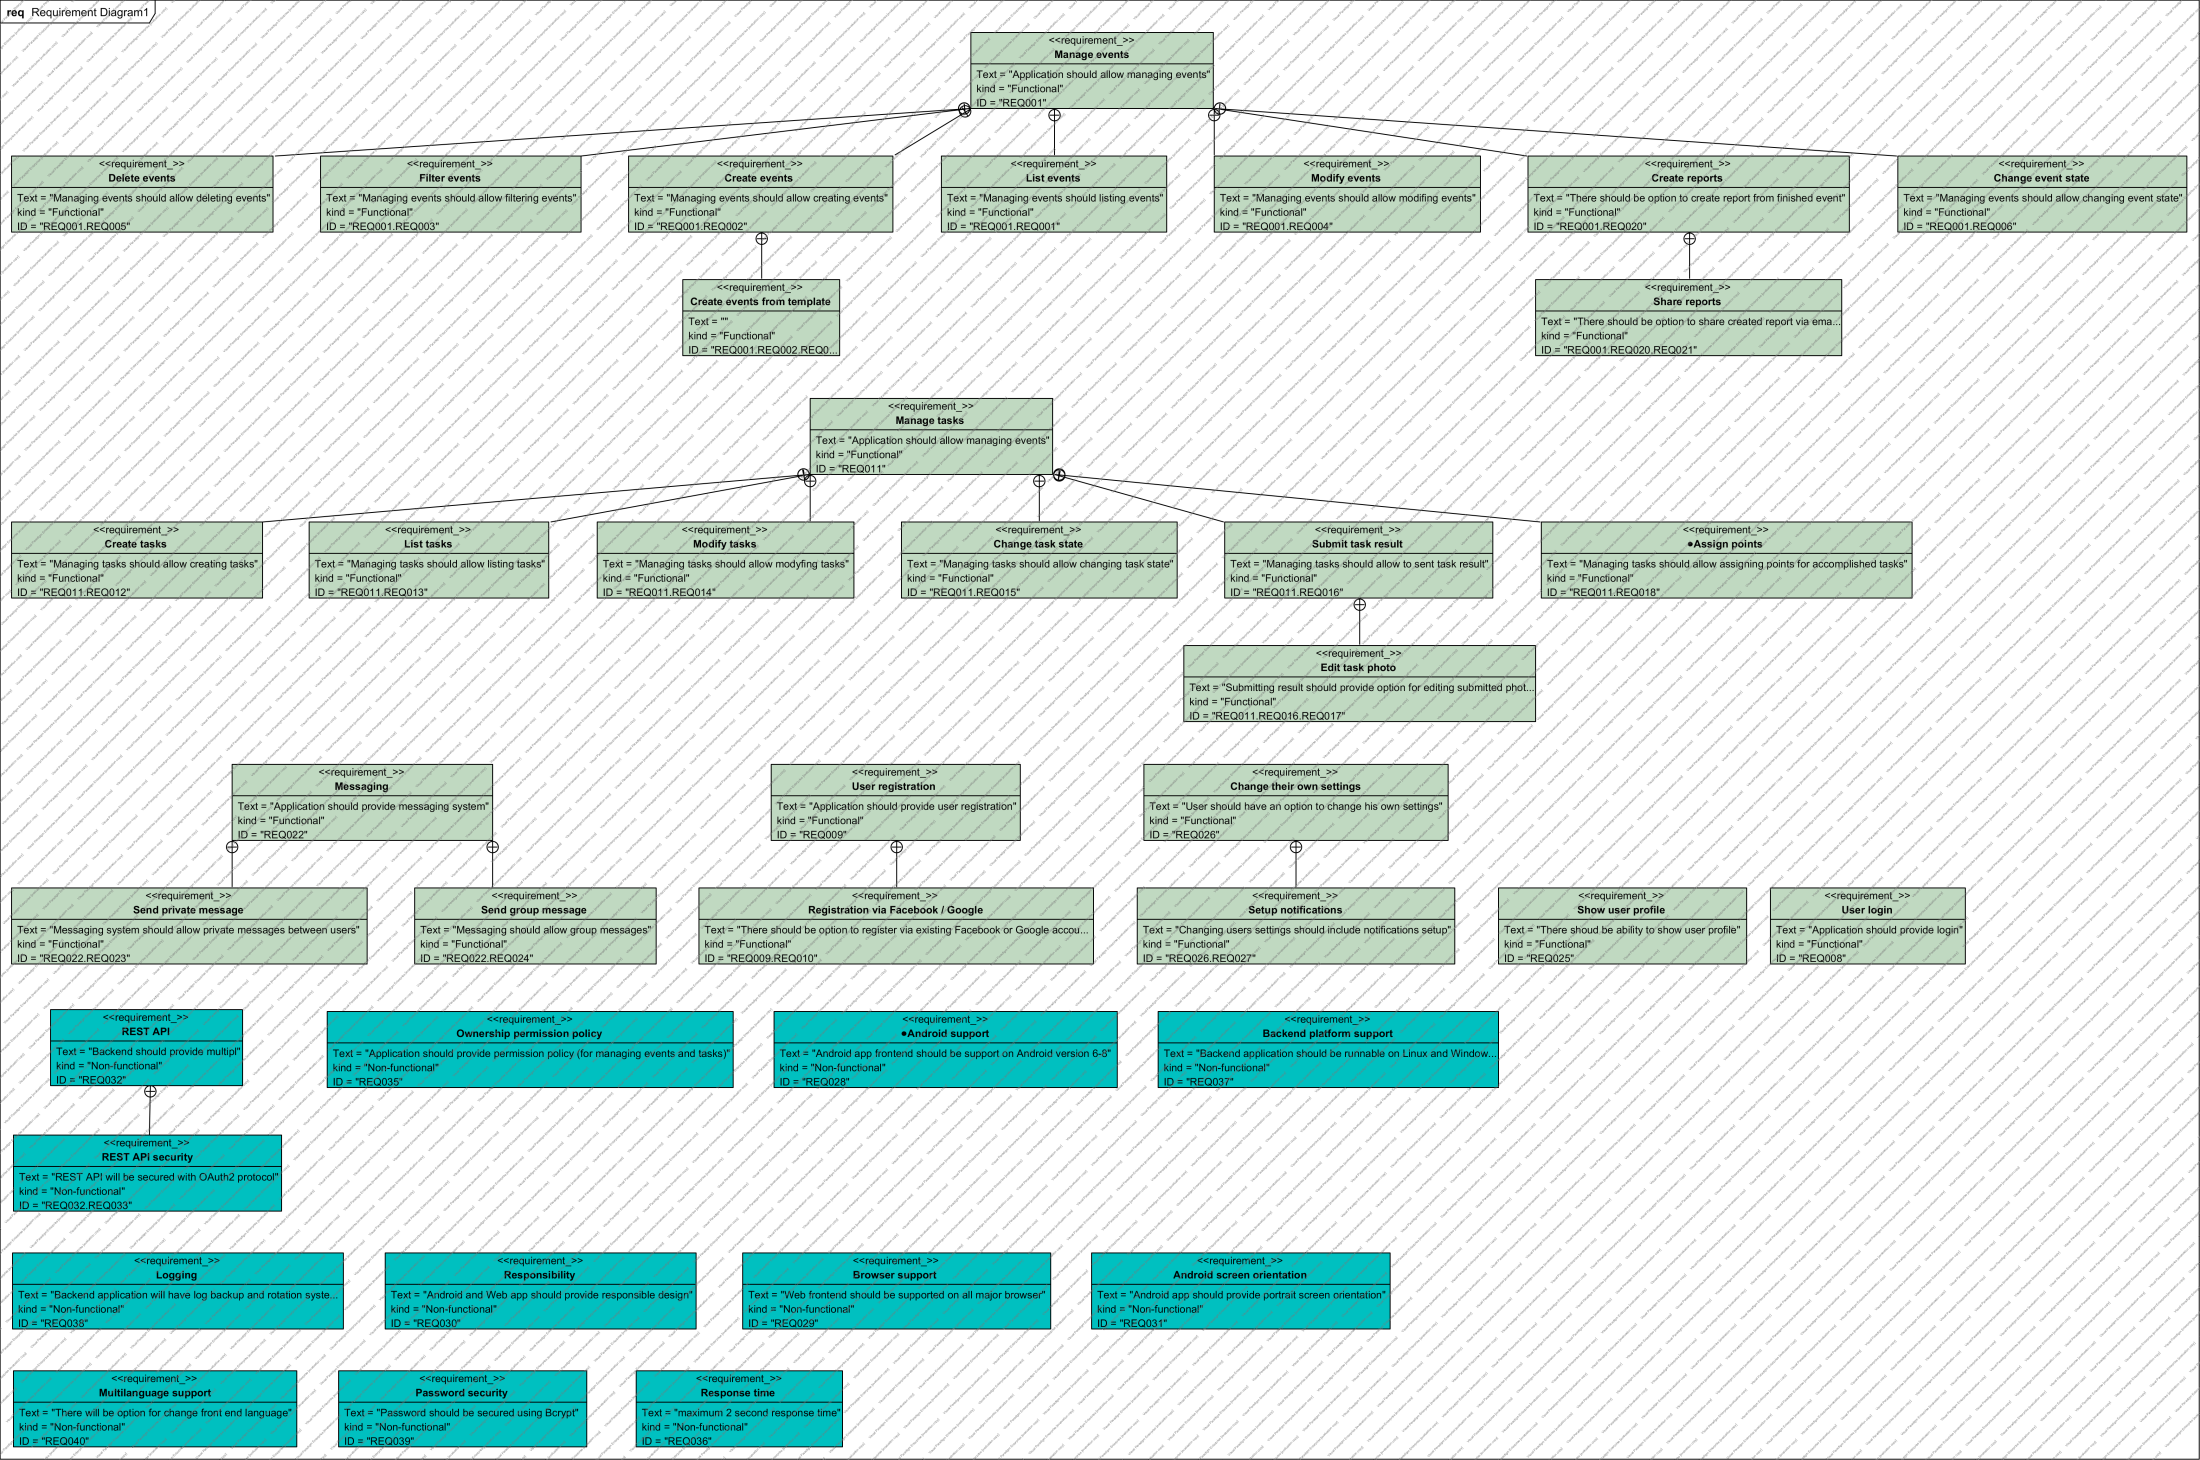 req Requirement Diagram1
<<requirement_>>
Manage events
Text = "Application should allow managing events"
kind = "Functional"
ID = "REQ001"
<<requirement_>>
Delete events
Text = "Managing events should allow deleting events"
kind = "Functional"
ID = "REQ001.REQ005"
<<requirement_>>
Filter events
Text = "Managing events should allow filtering events"
kind = "Functional"
ID = "REQ001.REQ003"
<<requirement_>>
Create events
Text = "Managing events should allow creating events"
kind = "Functional"
ID = "REQ001.REQ002"
<<requirement_>>
List events
Text = "Managing events should listing events"
kind = "Functional"
ID = "REQ001.REQ001"
<<requirement_>>
Modify events
Text = "Managing events should allow modifing events"
kind = "Functional"
ID = "REQ001.REQ004"
<<requirement_>>
Create reports
Text = "There should be option to create report from finished event"
kind = "Functional"
ID = "REQ001.REQ020"
<<requirement_>>
Change event state
Text = "Managing events should allow changing event state"
kind = "Functional"
ID = "REQ001.REQ006"
<<requirement_>>
Create events from template
Text = ""
kind = "Functional"
ID = "REQ001.REQ002.REQ0...
<<requirement_>>
Share reports
Text = "There should be option to share created report via ema...
kind = "Functional"
ID = "REQ001.REQ020.REQ021"
<<requirement_>>
Manage tasks
Text = "Application should allow managing events"
kind = "Functional"
ID = "REQ011"
<<requirement_>>
Create tasks
Text = "Managing tasks should allow creating tasks"
kind = "Functional"
ID = "REQ011.REQ012"
<<requirement_>>
List tasks
Text = "Managing tasks should allow listing tasks"
kind = "Functional"
ID = "REQ011.REQ013"
<<requirement_>>
Modify tasks
Text = "Managing tasks should allow modyfing tasks"
kind = "Functional"
ID = "REQ011.REQ014"
<<requirement_>>
Change task state
Text = "Managing tasks should allow changing task state"
kind = "Functional"
ID = "REQ011.REQ015"
<<requirement_>>
Submit task result
Text = "Managing tasks should allow to sent task result"
kind = "Functional"
ID = "REQ011.REQ016"
<<requirement_>>
●Assign points
Text = "Managing tasks should allow assigning points for accomplished tasks"
kind = "Functional"
ID = "REQ011.REQ018"
<<requirement_>>
Edit task photo
Text = "Submitting result should provide option for editing submitted phot...
kind = "Functional"
ID = "REQ011.REQ016.REQ017"
<<requirement_>>
Messaging
Text = "Application should provide messaging system"
kind = "Functional"
ID = "REQ022"
<<requirement_>>
User registration
Text = "Application should provide user registration"
kind = "Functional"
ID = "REQ009"
<<requirement_>>
Change their own settings
Text = "User should have an option to change his own settings"
kind = "Functional"
ID = "REQ026"
<<requirement_>>
Send private message
Text = "Messaging system should allow private messages between users"
kind = "Functional"
ID = "REQ022.REQ023"
<<requirement_>>
Send group message
Text = "Messaging should allow group messages"
kind = "Functional"
ID = "REQ022.REQ024"
<<requirement_>>
Registration via Facebook / Google
Text = "There should be option to register via existing Facebook or Google accou...
kind = "Functional"
ID = "REQ009.REQ010"
<<requirement_>>
Setup notifications
Text = "Changing users settings should include notifications setup"
kind = "Functional"
ID = "REQ026.REQ027"
<<requirement_>>
Show user profile
Text = "There shoud be ability to show user profile"
kind = "Functional"
ID = "REQ025"
<<requirement_>>
User login
Text = "Application should provide login"
kind = "Functional"
ID = "REQ008"
<<requirement_>>
REST API
Text = "Backend should provide multipl"
kind = "Non-functional"
ID = "REQ032"
<<requirement_>>
Ownership permission policy
Text = "Application should provide permission policy (for managing events and tasks)"
kind = "Non-functional"
ID = "REQ035"
<<requirement_>>
●Android support
Text = "Android app frontend should be support on Android version 6-8"
kind = "Non-functional"
ID = "REQ028"
<<requirement_>>
Backend platform support
Text = "Backend application should be runnable on Linux and Window...
kind = "Non-functional"
ID = "REQ037"
<<requirement_>>
REST API security
Text = "REST API will be secured with OAuth2 protocol"
kind = "Non-functional"
ID = "REQ032.REQ033"
<<requirement_>>
Logging
Text = "Backend application will have log backup and rotation syste...
kind = "Non-functional"
ID = "REQ038"
<<requirement_>>
Responsibility
Text = "Android and Web app should provide responsible design"
kind = "Non-functional"
ID = "REQ030"
<<requirement_>>
Browser support
Text = "Web frontend should be supported on all major browser"
kind = "Non-functional"
ID = "REQ029"
<<requirement_>>
Android screen orientation
Text = "Android app should provide portrait screen orientation"
kind = "Non-functional"
ID = "REQ031"
<<requirement_>>
Multilanguage support
Text = "There will be option for change front end language"
kind = "Non-functional"
ID = "REQ040"
<<requirement_>>
Password security
Text = "Password should be secured using Bcrypt"
kind = "Non-functional"
ID = "REQ039"
<<requirement_>>
Response time
Text = "maximum 2 second response time"
kind = "Non-functional"
ID = "REQ036"